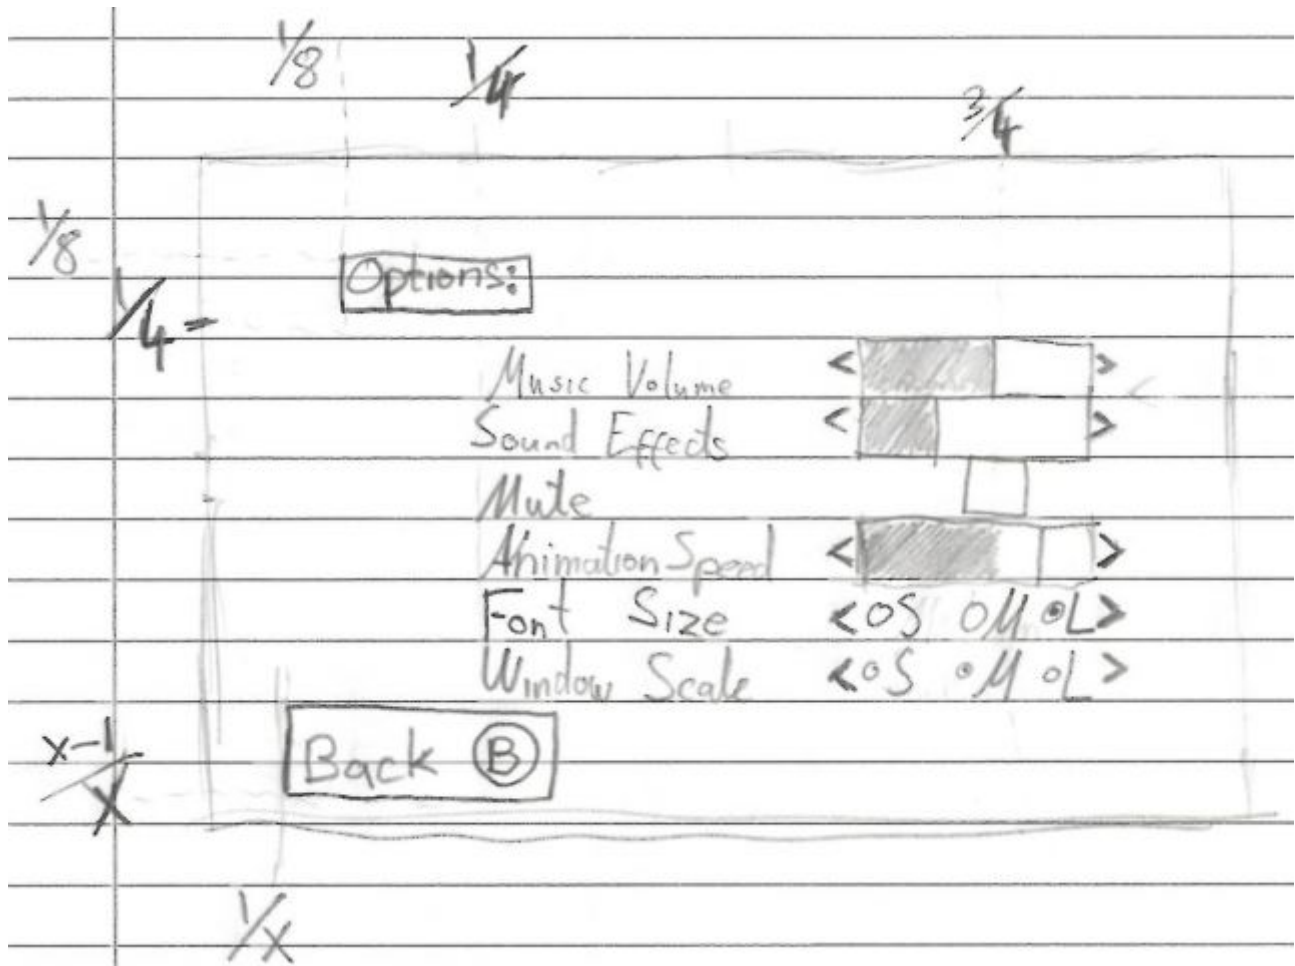 1/8 1/4 3/4
1/8
Options:
1/4 =
Music Volume < >
Sound Effects < >
Mute
Animation Speed < >
Font Size < S M L >
Window Scale < S M L >
x-1/x
Back B
1/x